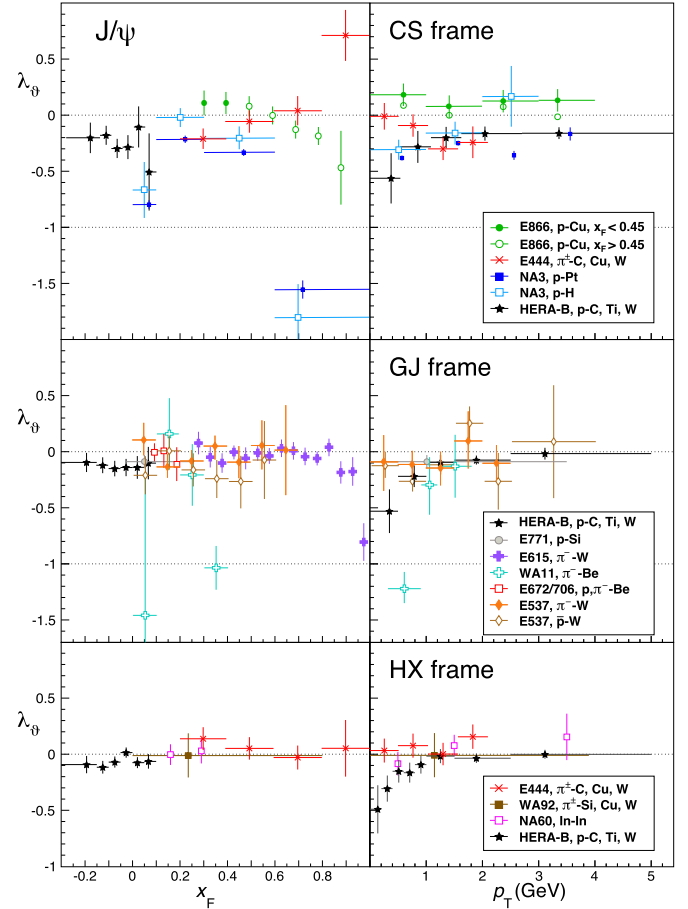 J/ψ
CS frame
λϑ
0.5
0
-0.5
-1
-1.5
E866, p-Cu, xF < 0.45
E866, p-Cu, xF > 0.45
E444, π±-C, Cu, W
NA3, p-Pt
NA3, p-H
HERA-B, p-C, Ti, W
GJ frame
λϑ
0.5
0
-0.5
-1
-1.5
HERA-B, p-C, Ti, W
E771, p-Si
E615, π⁻-W
WA11, π⁻-Be
E672/706, p,π⁻-Be
E537, π⁻-W
E537, p̄-W
HX frame
λϑ
0.5
0
-0.5
-1
E444, π±-C, Cu, W
WA92, π±-Si, Cu, W
NA60, In-In
HERA-B, p-C, Ti, W
-0.2 0 0.2 0.4 0.6 0.8
1 2 3 4 5
xF
pT(GeV)